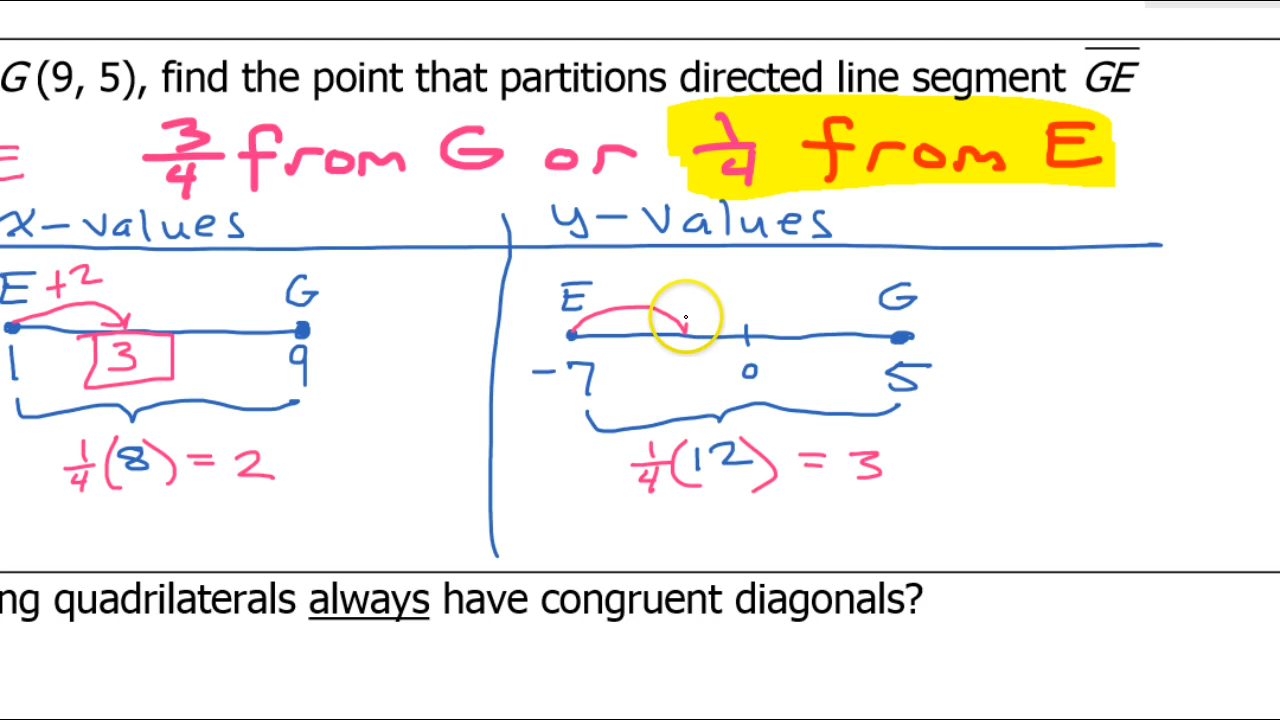 G (9, 5), find the point that partitions directed line segment GE
E 3/4 from G or 1/4 from E
x-values y-values
E +2 G E G
1 3 9 -7 0 5
1/4(8) = 2 1/4(12) = 3
ng quadrilaterals always have congruent diagonals?